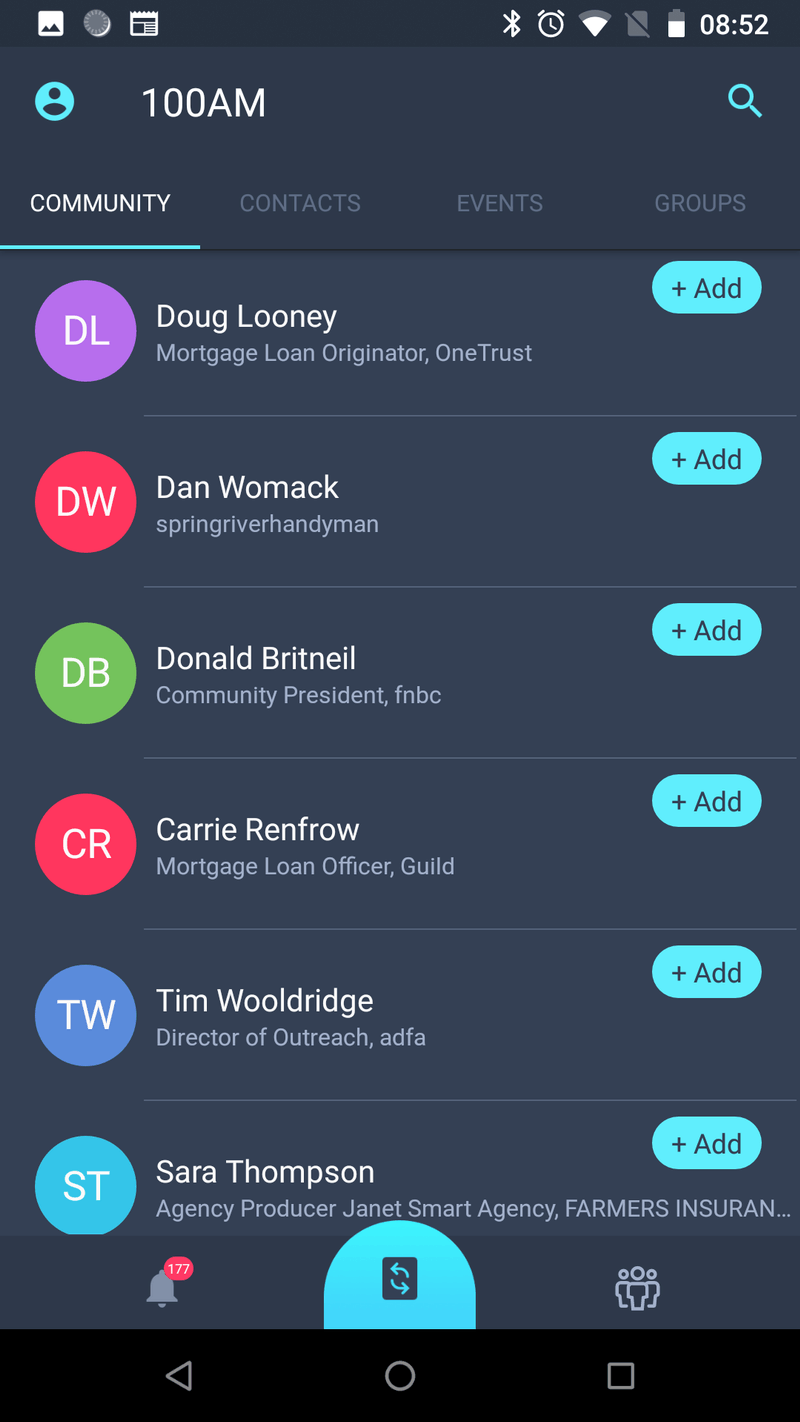 08:52
100AM
COMMUNITY CONTACTS EVENTS GROUPS
+ Add
DL
Doug Looney
Mortgage Loan Originator, OneTrust
+ Add
DW
Dan Womack
springriverhandyman
+ Add
DB
Donald Britneil
Community President, fnbc
+ Add
CR
Carrie Renfrow
Mortgage Loan Officer, Guild
+ Add
TW
Tim Wooldridge
Director of Outreach, adfa
+ Add
ST
Sara Thompson
Agency Producer Janet Smart Agency, FARMERS INSURAN...
177